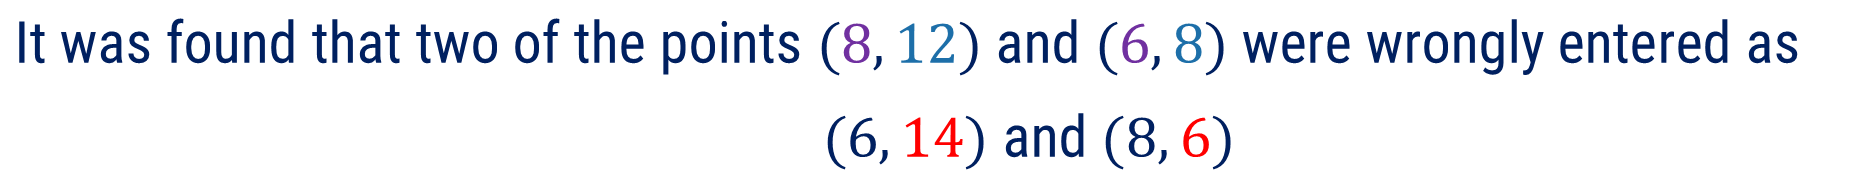 It was found that two of the points (8, 12) and (6, 8) were wrongly entered as
(6, 14) and (8, 6)